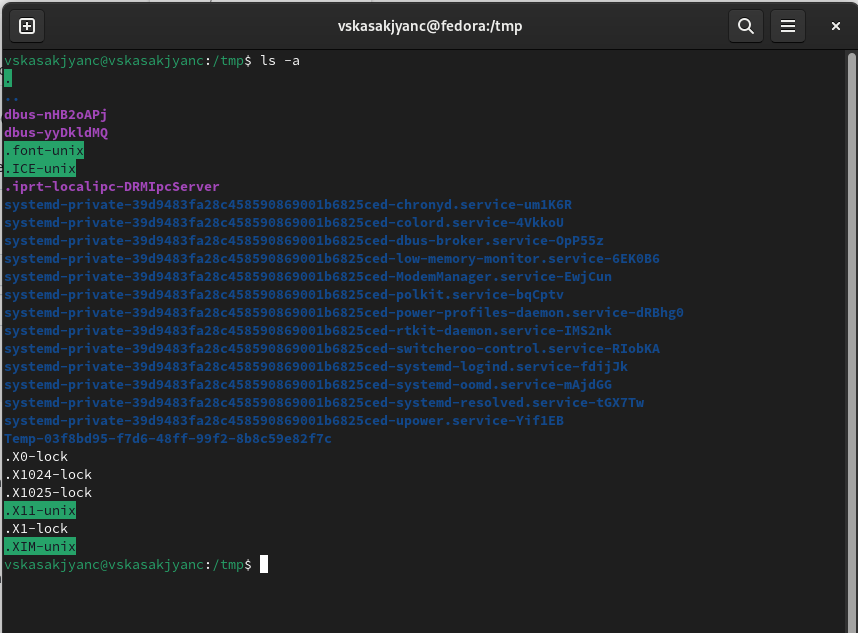 vskasakjyanc@fedora:/tmp
vskasakjyanc@vskasakjyanc:/tmp$ ls -a
.
..
dbus-nHB2oAPj
dbus-yyDkldMQ
.font-unix
.ICE-unix
.iprt-localipc-DRMIpcServer
systemd-private-39d9483fa28c458590869001b6825ced-chronyd.service-um1K6R
systemd-private-39d9483fa28c458590869001b6825ced-colord.service-4VkkoU
systemd-private-39d9483fa28c458590869001b6825ced-dbus-broker.service-OpP55z
systemd-private-39d9483fa28c458590869001b6825ced-low-memory-monitor.service-6EK0B6
systemd-private-39d9483fa28c458590869001b6825ced-ModemManager.service-EwjCun
systemd-private-39d9483fa28c458590869001b6825ced-polkit.service-bqCptv
systemd-private-39d9483fa28c458590869001b6825ced-power-profiles-daemon.service-dRBhg0
systemd-private-39d9483fa28c458590869001b6825ced-rtkit-daemon.service-IMS2nk
systemd-private-39d9483fa28c458590869001b6825ced-switcheroo-control.service-RIobKA
systemd-private-39d9483fa28c458590869001b6825ced-systemd-logind.service-fdijJk
systemd-private-39d9483fa28c458590869001b6825ced-systemd-oomd.service-mAjdGG
systemd-private-39d9483fa28c458590869001b6825ced-systemd-resolved.service-tGX7Tw
systemd-private-39d9483fa28c458590869001b6825ced-upower.service-Yif1EB
Temp-03f8bd95-f7d6-48ff-99f2-8b8c59e82f7c
.X0-lock
.X1024-lock
.X1025-lock
.X11-unix
.X1-lock
.XIM-unix
vskasakjyanc@vskasakjyanc:/tmp$